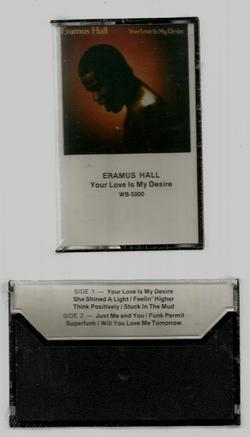 Eramus Hall Your Love Is My Desire
ERAMUS HALL
Your Love Is My Desire
WB-5000
SIDE 1 — Your Love Is My Desire
She Shined A Light / Feelin' Higher
Think Positively / Stuck In The Mud
SIDE 2 — Just Me and You / Funk Permit
Superfunk / Will You Love Me Tomorrow